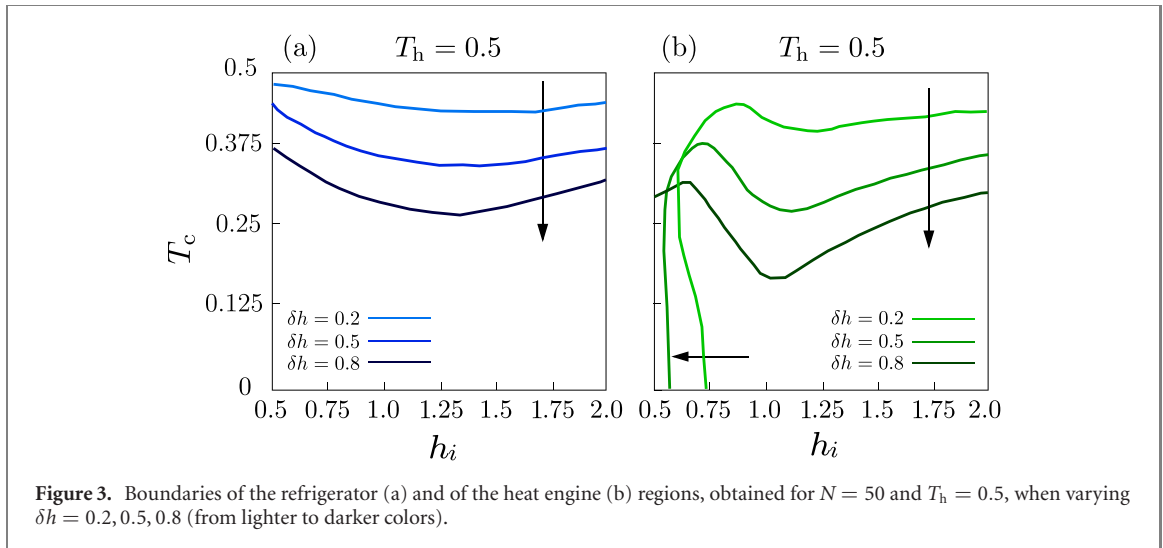 (a) T_h = 0.5
(b) T_h = 0.5
T_c
0.5
0.375
0.25
0.125
0
δh = 0.2
δh = 0.5
δh = 0.8
0.5 0.75 1.0 1.25 1.5 1.75 2.0
h_i
δh = 0.2
δh = 0.5
δh = 0.8
0.5 0.75 1.0 1.25 1.5 1.75 2.0
h_i
Figure 3. Boundaries of the refrigerator (a) and of the heat engine (b) regions, obtained for N = 50 and T_h = 0.5, when varying
δh = 0.2, 0.5, 0.8 (from lighter to darker colors).